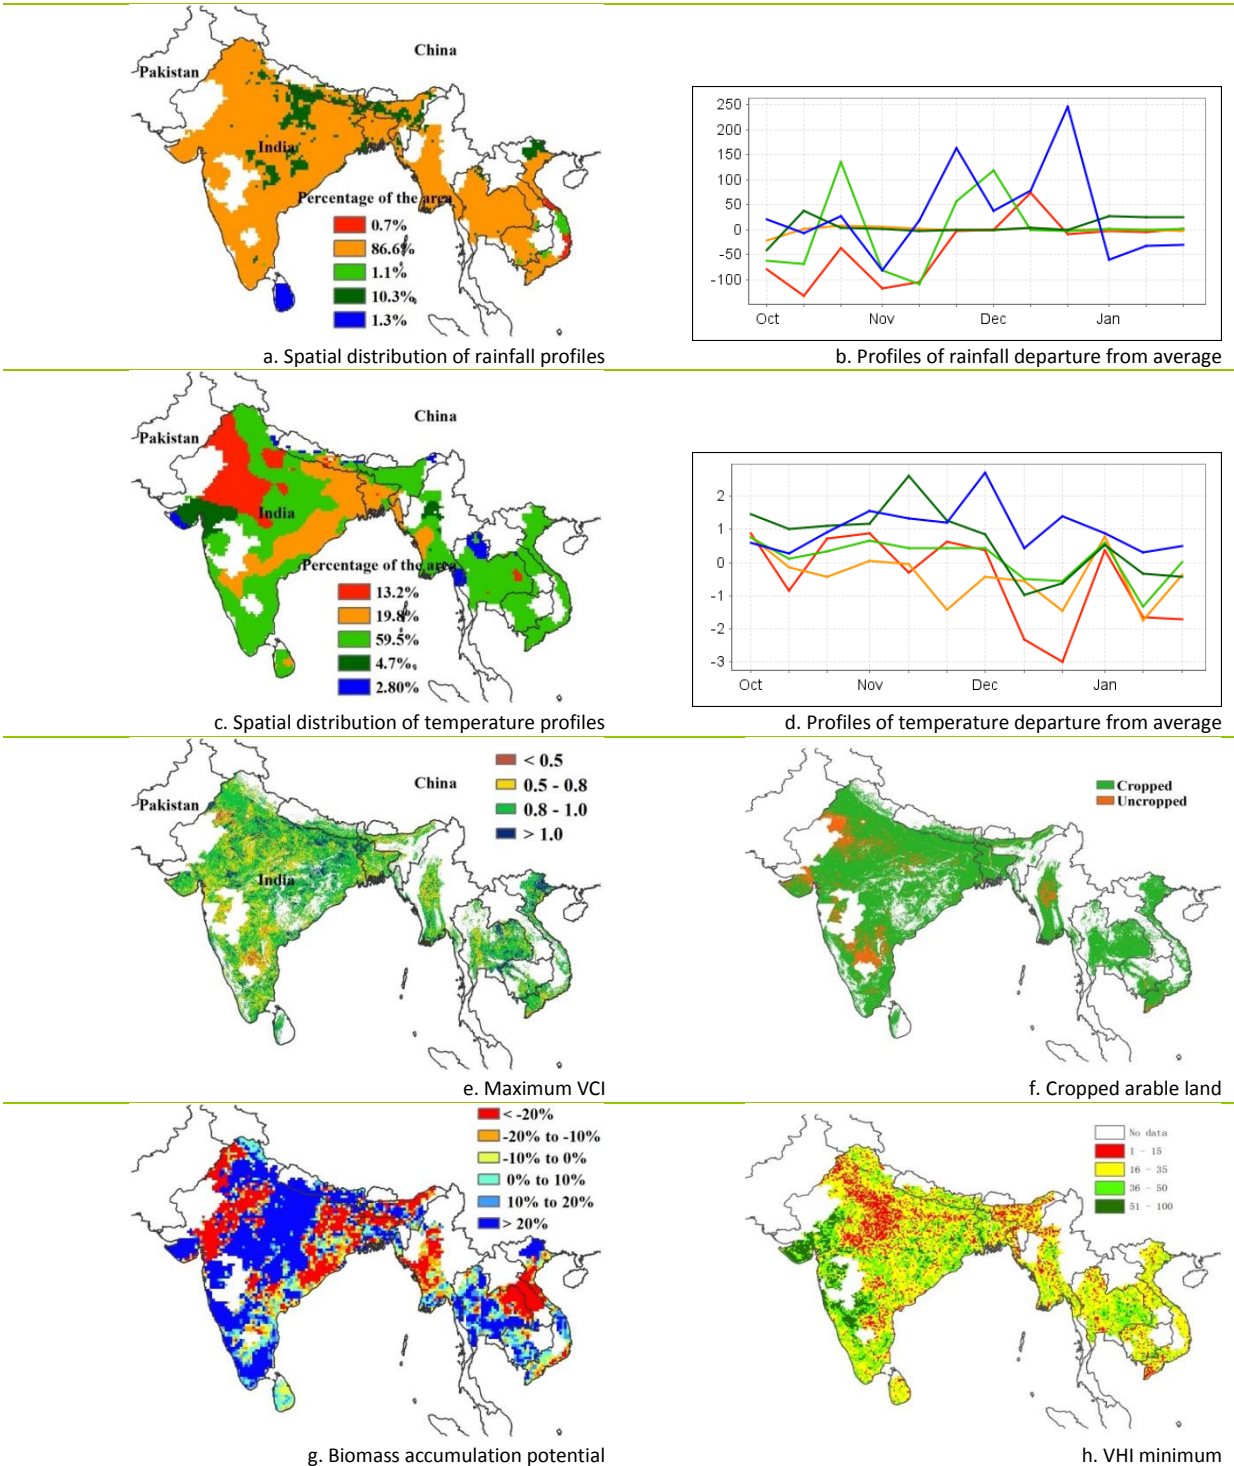 China
Pakistan
India
Percentage of the area
0.7%
86.6%
1.1%
10.3%
1.3%
a. Spatial distribution of rainfall profiles
250
200
150
100
50
0
-50
-100
Oct Nov Dec Jan
b. Profiles of rainfall departure from average
China
Pakistan
India
Percentage of the area
13.2%
19.8%
59.5%
4.7%
2.80%
c. Spatial distribution of temperature profiles
2
1
0
-1
-2
-3
Oct Nov Dec Jan
d. Profiles of temperature departure from average
China
Pakistan
India
< 0.5
0.5 - 0.8
0.8 - 1.0
> 1.0
e. Maximum VCI
Cropped
Uncropped
f. Cropped arable land
< -20%
-20% to -10%
-10% to 0%
0% to 10%
10% to 20%
> 20%
g. Biomass accumulation potential
No data
1 - 15
16 - 35
36 - 50
51 - 100
h. VHI minimum